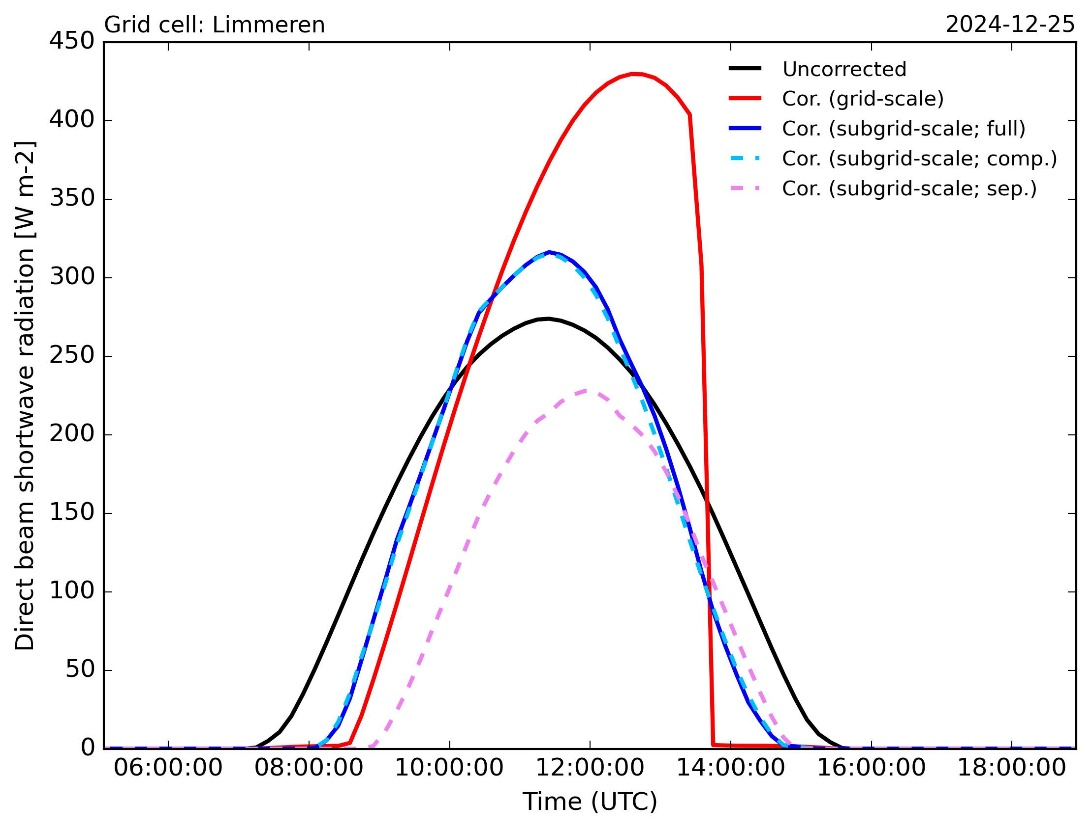 Grid cell: Limmeren
2024-12-25
450
400
350
300
250
200
150
100
50
0
Direct beam shortwave radiation [W m-2]
Uncorrected
Cor. (grid-scale)
Cor. (subgrid-scale; full)
Cor. (subgrid-scale; comp.)
Cor. (subgrid-scale; sep.)
06:00:00 08:00:00 10:00:00 12:00:00 14:00:00 16:00:00 18:00:00
Time (UTC)